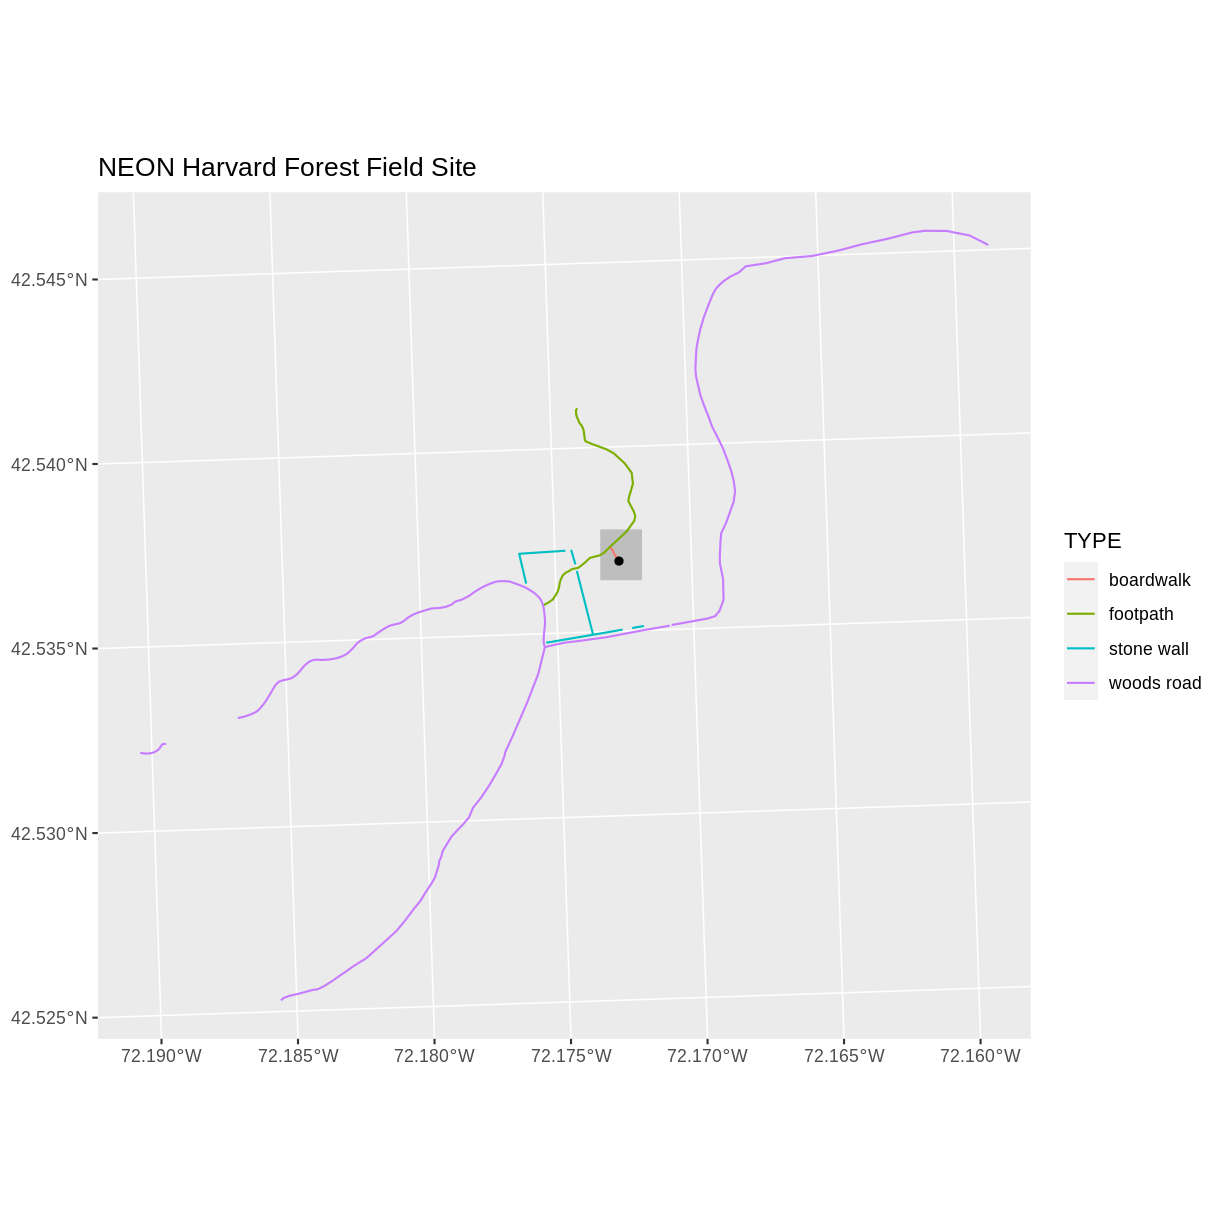 NEON Harvard Forest Field Site
42.545°N
42.540°N
42.535°N
42.530°N
42.525°N
72.190°W 72.185°W 72.180°W 72.175°W 72.170°W 72.165°W 72.160°W
TYPE
boardwalk
footpath
stone wall
woods road